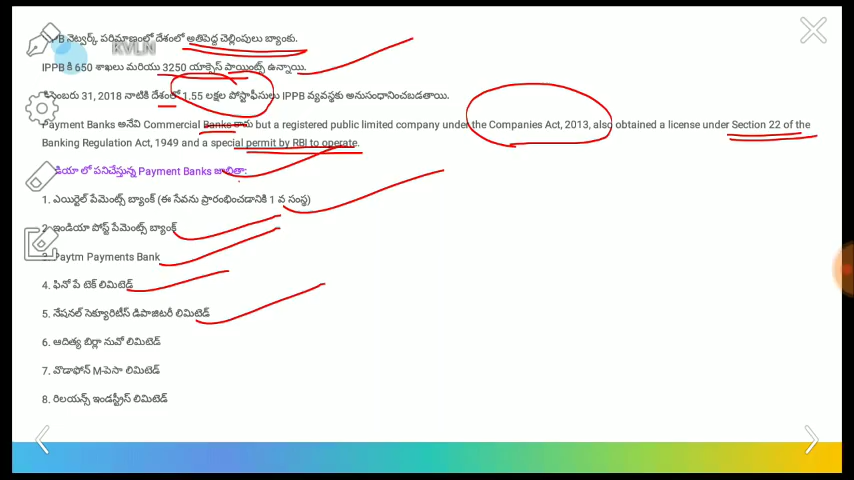 PB నెట్వర్క్ పరిమాణంలో దేశంలో అతిపెద్ద చెల్లింపులు బ్యాంకు.
KVLN
IPPB కి 650 శాఖలు మరియు 3250 యాక్సెస్ పాయింట్స్ ఉన్నాయి.
డిసెంబరు 31, 2018 నాటికి దేశంలో 1.55 లక్షల పోస్టాఫీసులు IPPB వ్యవస్థకు అనుసంధానించబడతాయి.
Payment Banks అనేవి Commercial Banks కావు but a registered public limited company under the Companies Act, 2013, also obtained a license under Section 22 of the
Banking Regulation Act, 1949 and a special permit by RBI to operate.
డియా లో పనిచేస్తున్న Payment Banks జాబితా:
1. ఎయిర్టెల్ పేమెంట్స్ బ్యాంక్ (ఈ సేవను ప్రారంభించడానికి 1 వ సంస్థ)
2. ఇండియా పోస్ట్ పేమెంట్స్ బ్యాంక్
3. Paytm Payments Bank
4. ఫినో పే టెక్ లిమిటెడ్
5. నేషనల్ సెక్యూరిటీస్ డిపాజిటరీ లిమిటెడ్
6. ఆదిత్య బిర్లా నువో లిమిటెడ్
7. వొడాఫోన్ M-పెసా లిమిటెడ్
8. రిలయన్స్ ఇండస్ట్రీస్ లిమిటెడ్